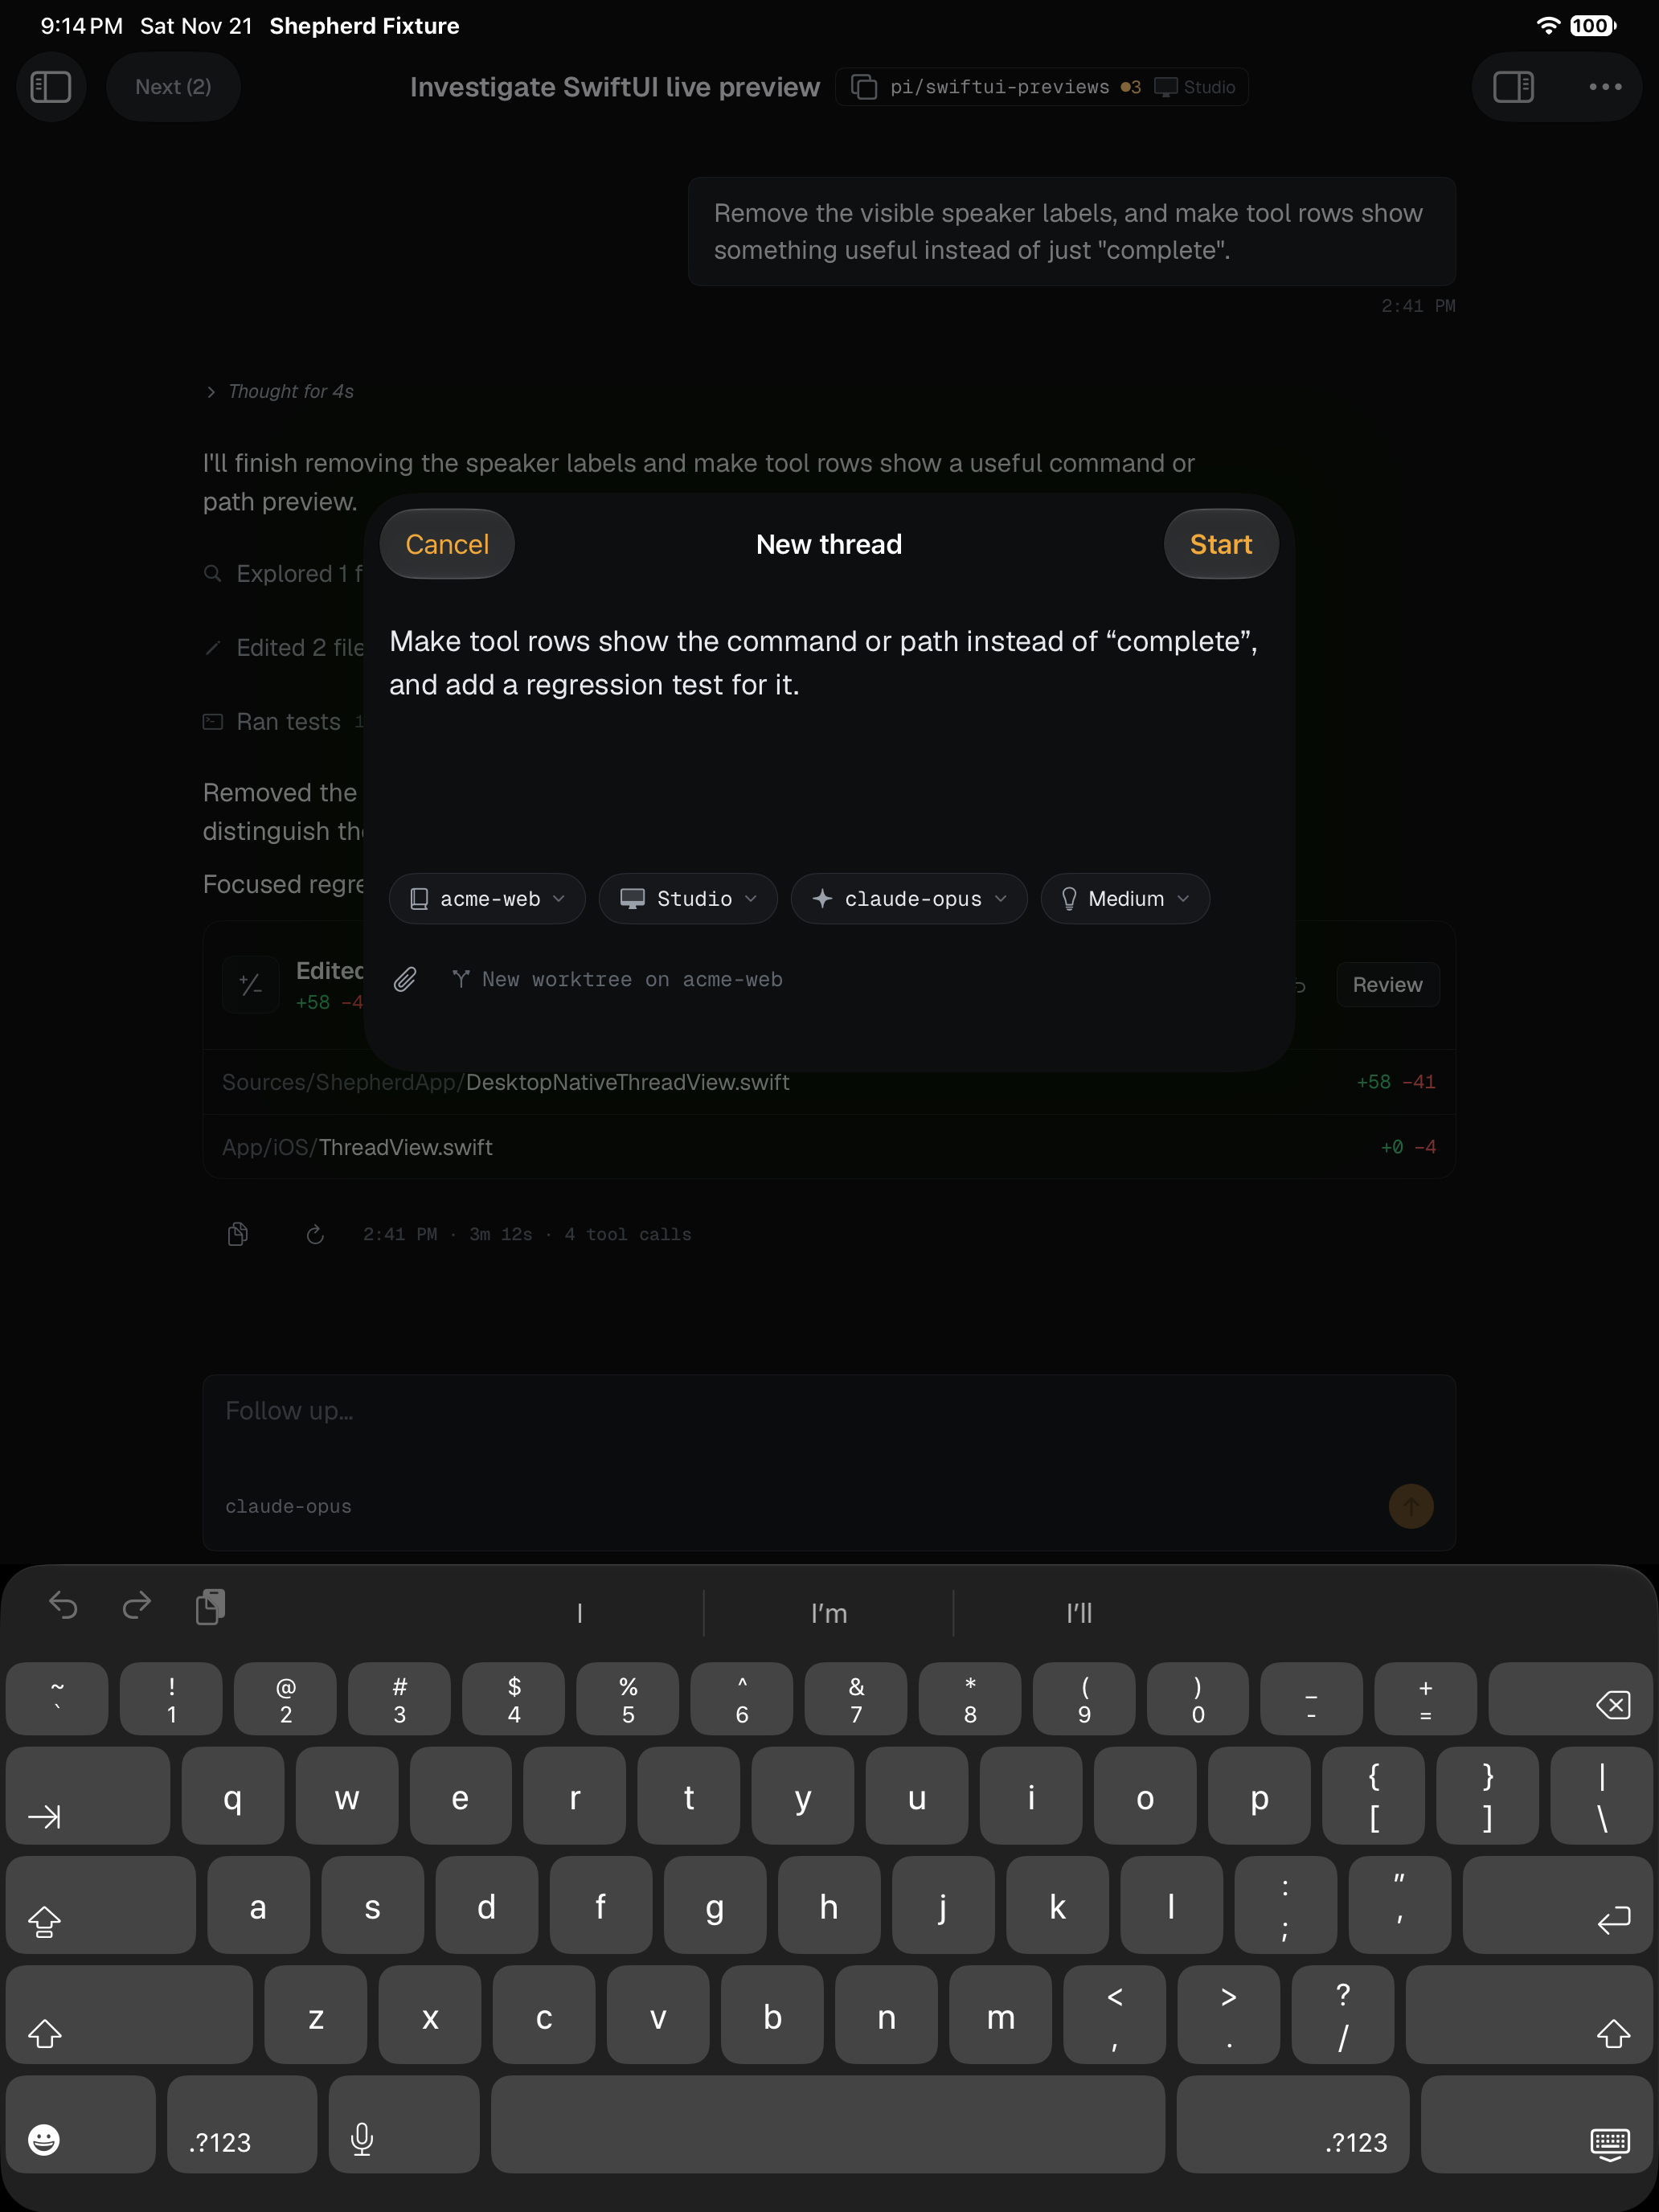 9:14 PM Sat Nov 21 Shepherd Fixture 100
Next (2)
Investigate SwiftUI live preview pi/swiftui-previews 3 Studio
Remove the visible speaker labels, and make tool rows show
something useful instead of just "complete".
2:41 PM
Thought for 4s
I'll finish removing the speaker labels and make tool rows show a useful command or
path preview.
Cancel
New thread
Start
Explored 1 f
Make tool rows show the command or path instead of “complete”,
and add a regression test for it.
Edited 2 file
Ran tests 1
Removed the
distinguish the
Focused regre
acme-web Studio claude-opus Medium
New worktree on acme-web
Edited
+58 −4
Review
Sources/ShepherdApp/DesktopNativeThreadView.swift +58 −41
App/iOS/ThreadView.swift +0 −4
2:41 PM · 3m 12s · 4 tool calls
Follow up…
claude-opus
I I’m I’ll
~ ! @ # $ % ^ & * ( ) _ +
` 1 2 3 4 5 6 7 8 9 0 - =
q w e r t y u i o p { } |
[ ] \
a s d f g h j k l : "
; '
z x c v b n m < > ?
, . /
.?123 .?123